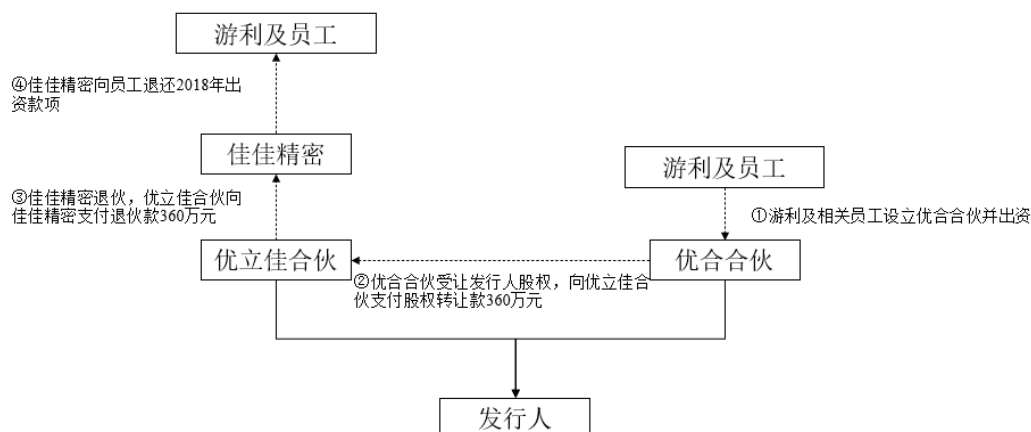 游利及员工
④佳佳精密向员工退还2018年出
资款项
佳佳精密
游利及员工
③佳佳精密退伙，优立佳合伙向
佳佳精密支付退伙款360万元
①游利及相关员工设立优合合伙并出资
优立佳合伙
优合合伙
②优合合伙受让发行人股权，向优立佳合
伙支付股权转让款360万元
发行人